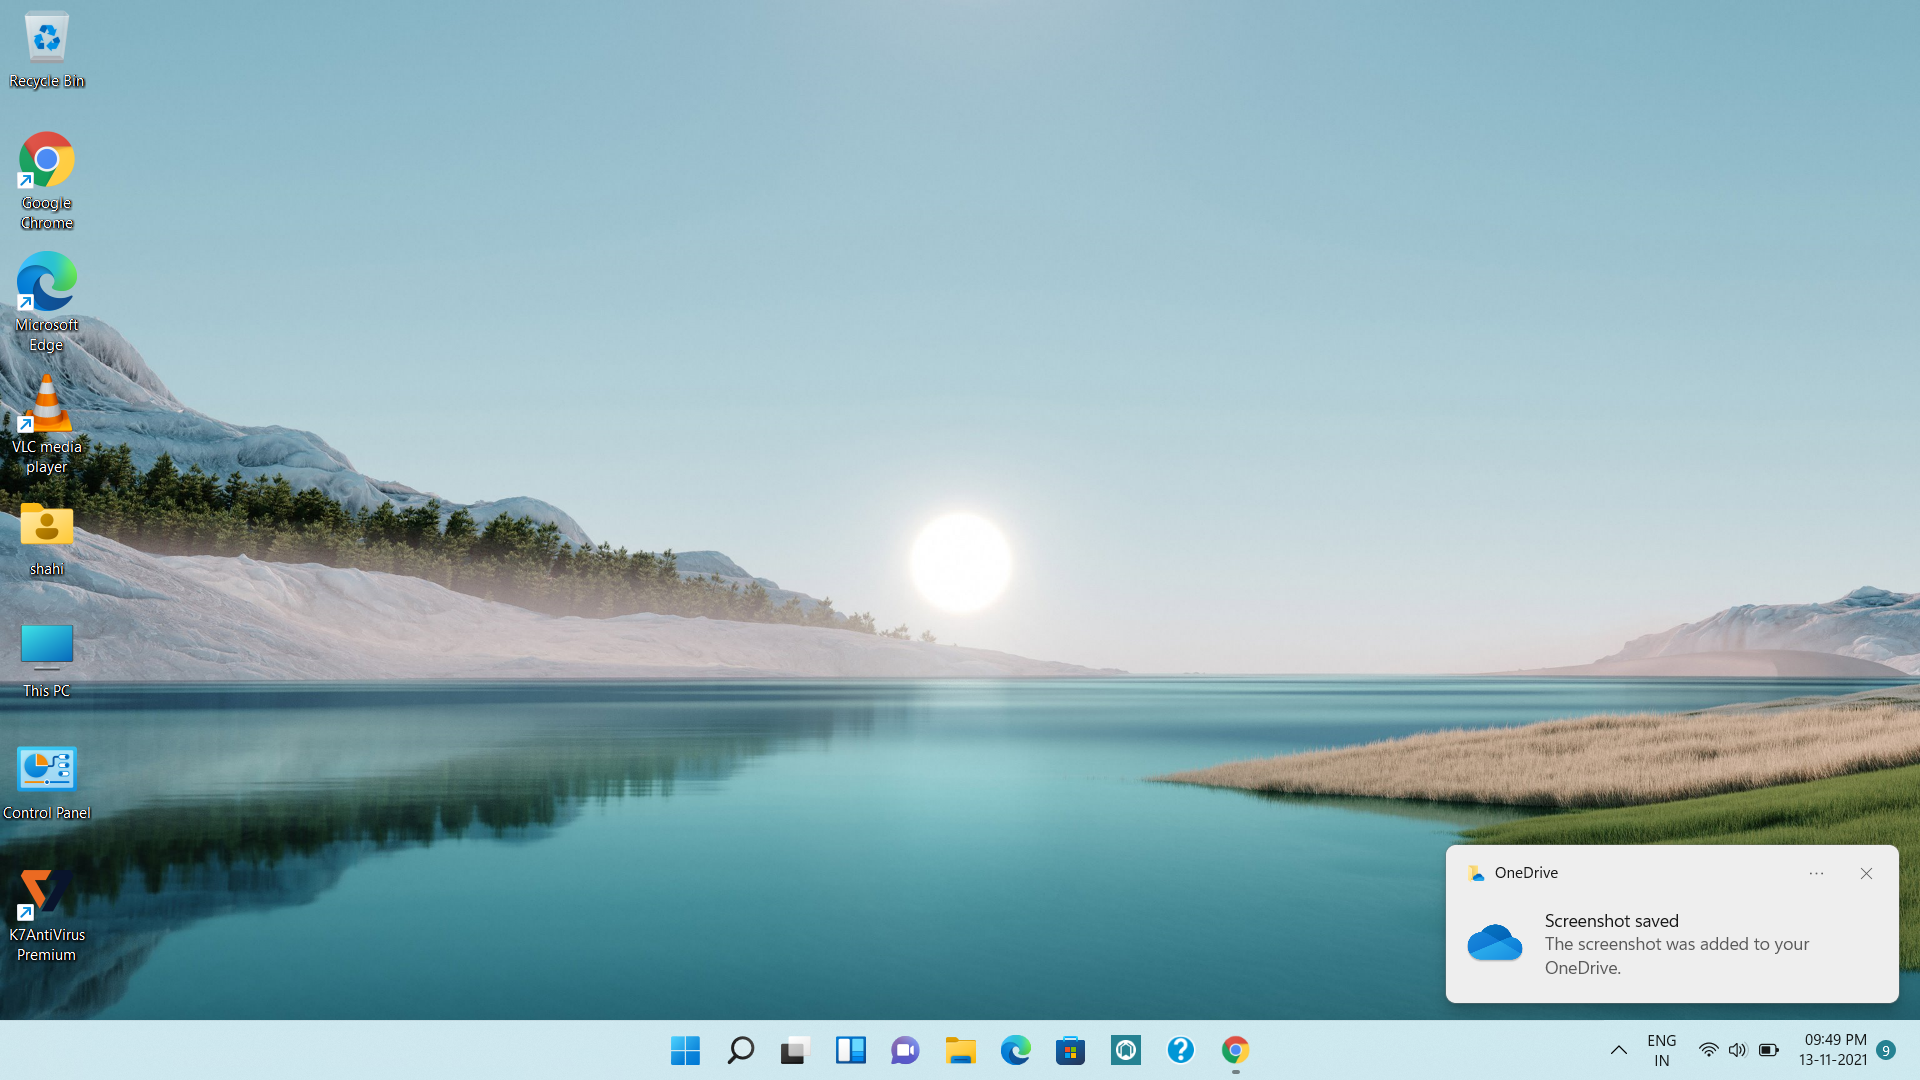 Recycle Bin
Google
Chrome
Microsoft
Edge
VLC media
player
shahi
This PC
Control Panel
K7AntiVirus
Premium
OneDrive
Screenshot saved
The screenshot was added to your
OneDrive.
ENG
IN
09:49 PM
13-11-2021
9